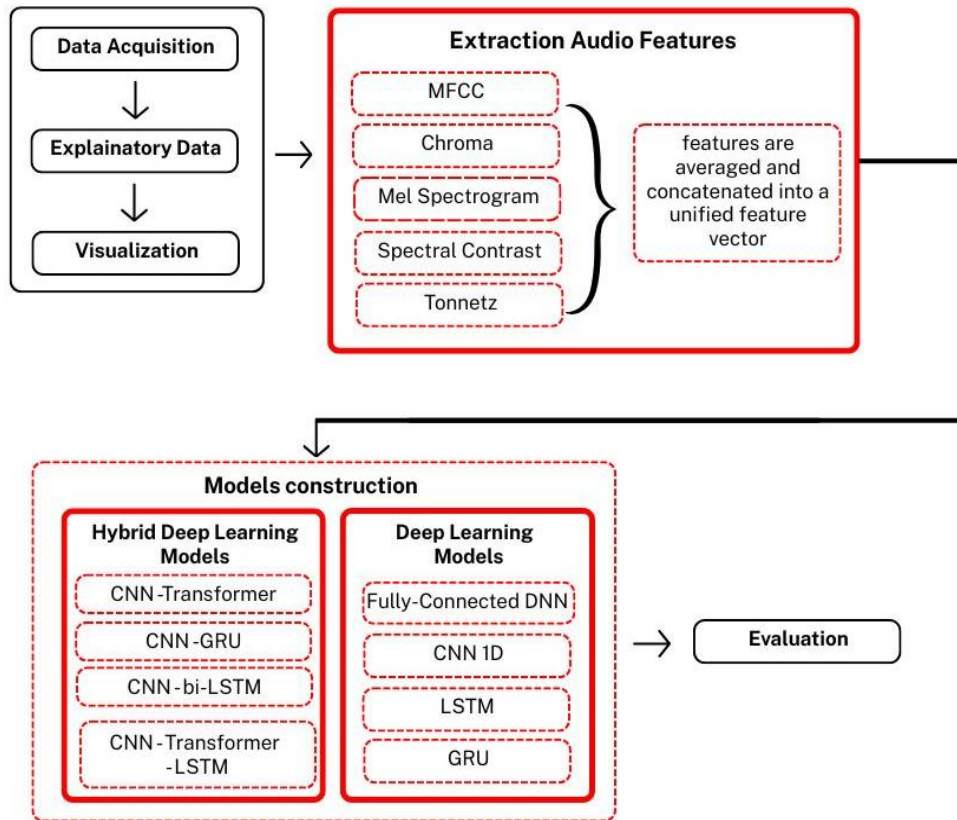 Data Acquisition
Explainatory Data
Visualization
Extraction Audio Features
MFCC
Chroma
Mel Spectrogram
Spectral Contrast
Tonnetz
features are
averaged and
concatenated into a
unified feature
vector
Models construction
Hybrid Deep Learning
Models
CNN-Transformer
CNN-GRU
CNN-bi-LSTM
CNN-Transformer
-LSTM
Deep Learning
Models
Fully-Connected DNN
CNN 1D
LSTM
GRU
Evaluation